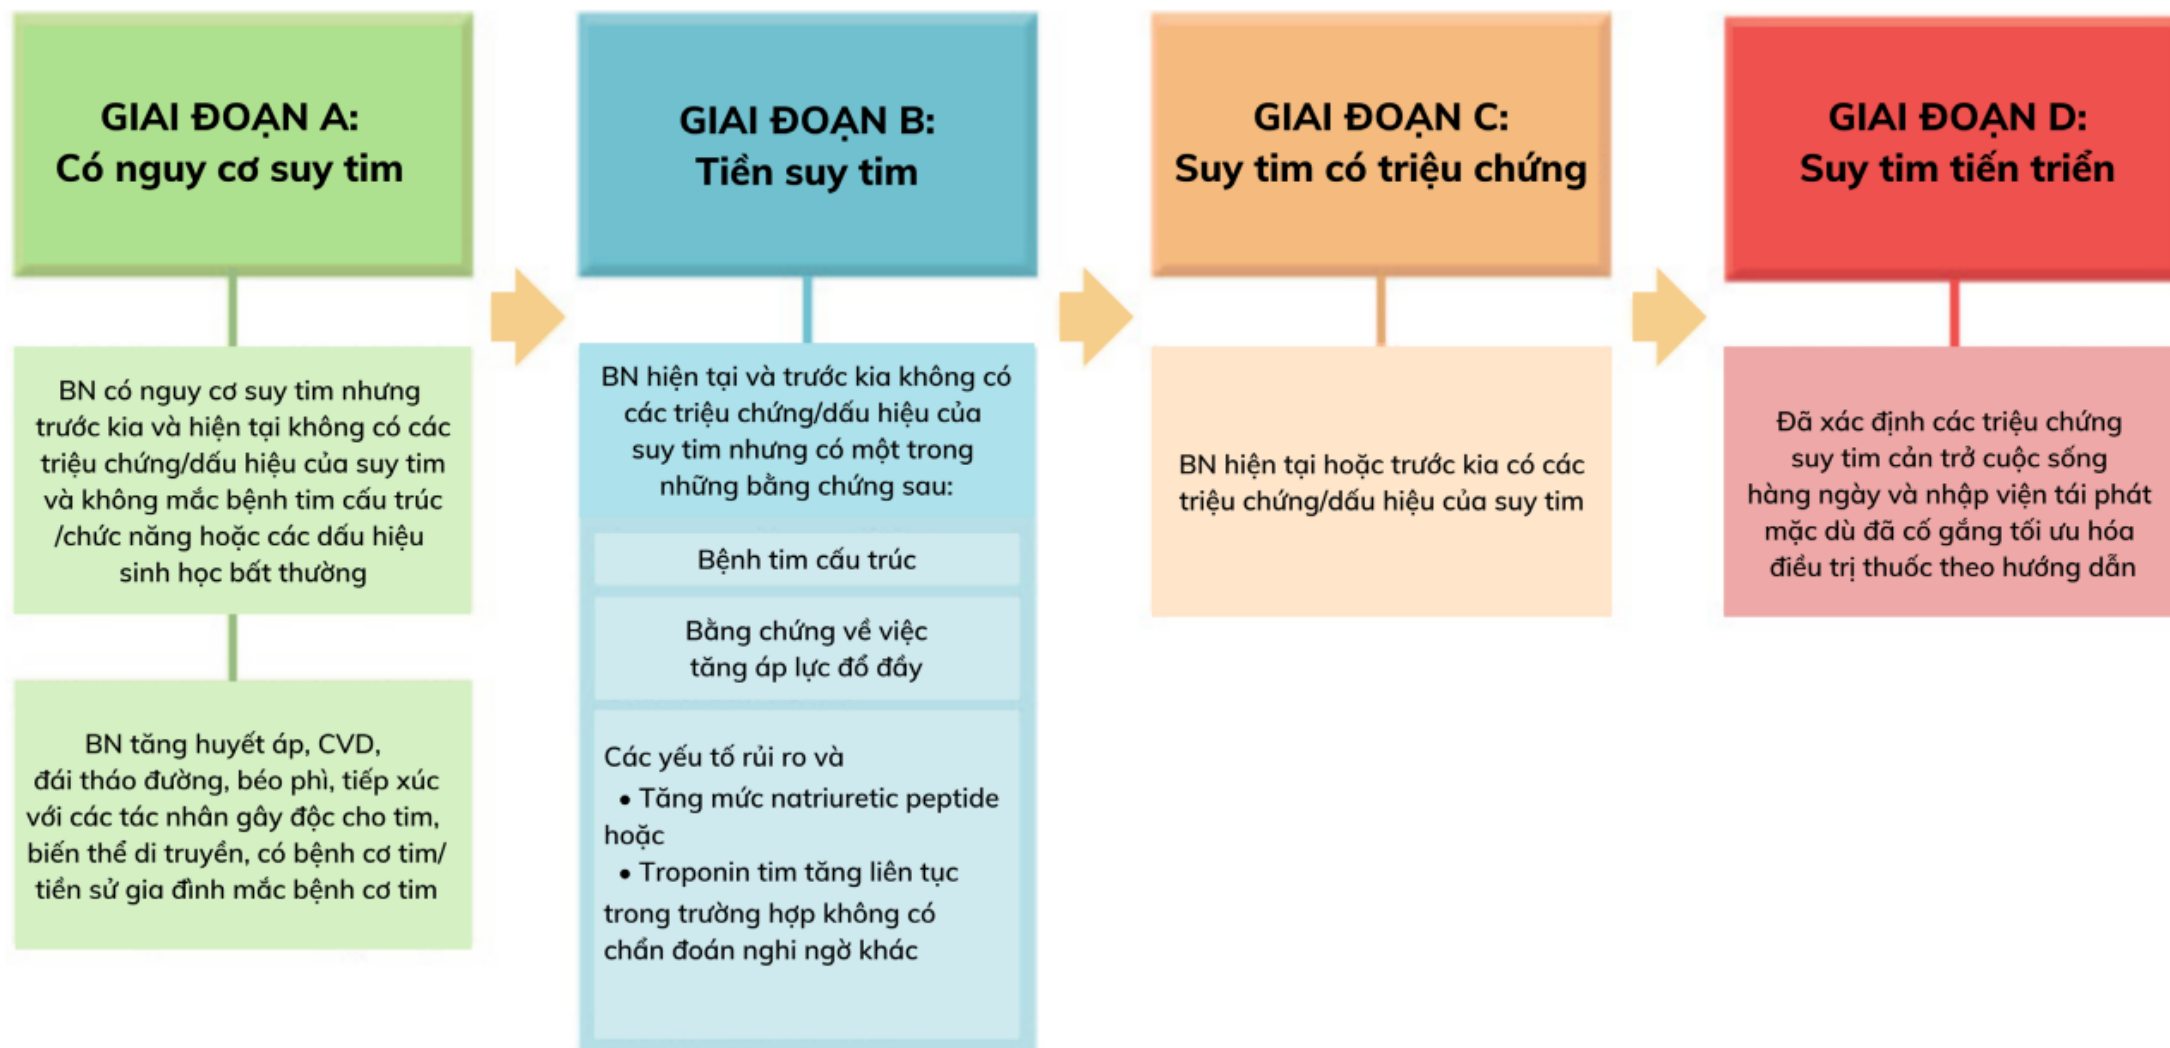 GIAI ĐOẠN A:
Có nguy cơ suy tim
BN có nguy cơ suy tim nhưng
trước kia và hiện tại không có các
triệu chứng/dấu hiệu của suy tim
và không mắc bệnh tim cấu trúc
/chức năng hoặc các dấu hiệu
sinh học bất thường
BN tăng huyết áp, CVD,
đái tháo đường, béo phì, tiếp xúc
với các tác nhân gây độc cho tim,
biến thể di truyền, có bệnh cơ tim/
tiền sử gia đình mắc bệnh cơ tim
GIAI ĐOẠN B:
Tiền suy tim
BN hiện tại và trước kia không có
các triệu chứng/dấu hiệu của
suy tim nhưng có một trong
những bằng chứng sau:
Bệnh tim cấu trúc
Bằng chứng về việc
tăng áp lực đổ đầy
Các yếu tố rủi ro và
• Tăng mức natriuretic peptide
hoặc
• Troponin tim tăng liên tục
trong trường hợp không có
chẩn đoán nghi ngờ khác
GIAI ĐOẠN C:
Suy tim có triệu chứng
BN hiện tại hoặc trước kia có các
triệu chứng/dấu hiệu của suy tim
GIAI ĐOẠN D:
Suy tim tiến triển
Đã xác định các triệu chứng
suy tim cản trở cuộc sống
hàng ngày và nhập viện tái phát
mặc dù đã cố gắng tối ưu hóa
điều trị thuốc theo hướng dẫn